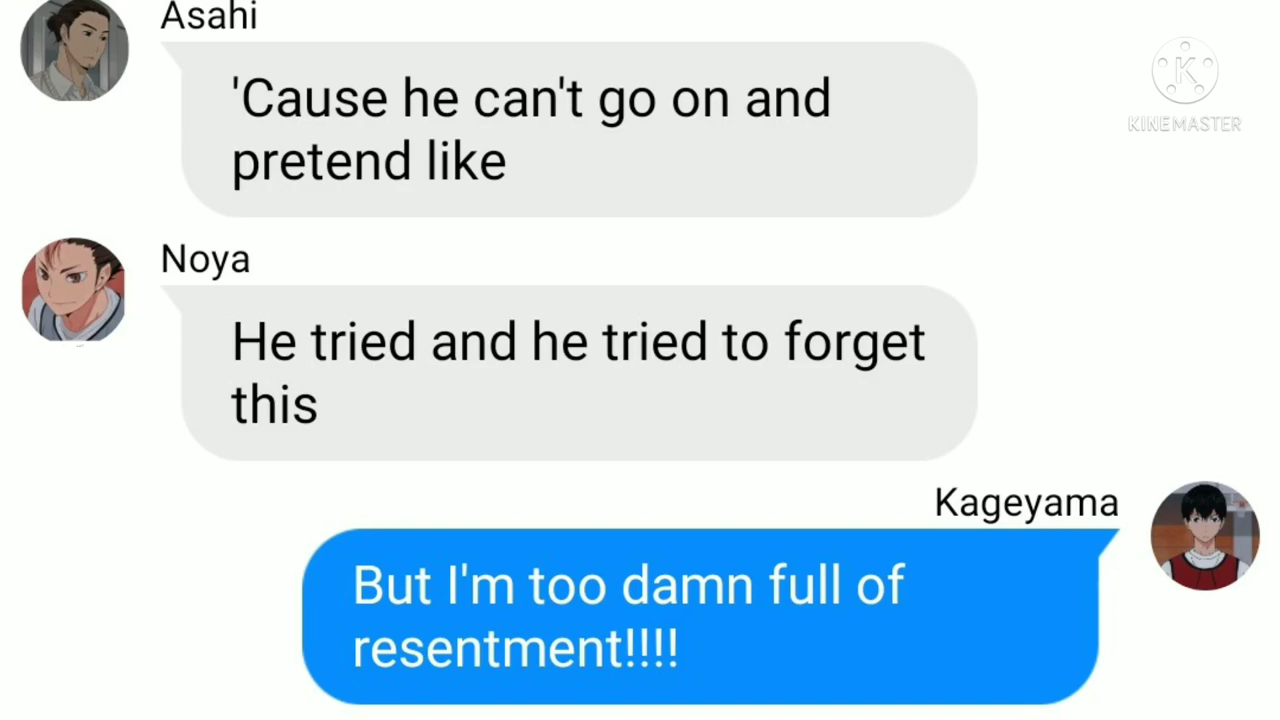 Asahi
'Cause he can't go on and
pretend like
KINEMASTER
Noya
He tried and he tried to forget
this
Kageyama
But I'm too damn full of
resentment!!!!